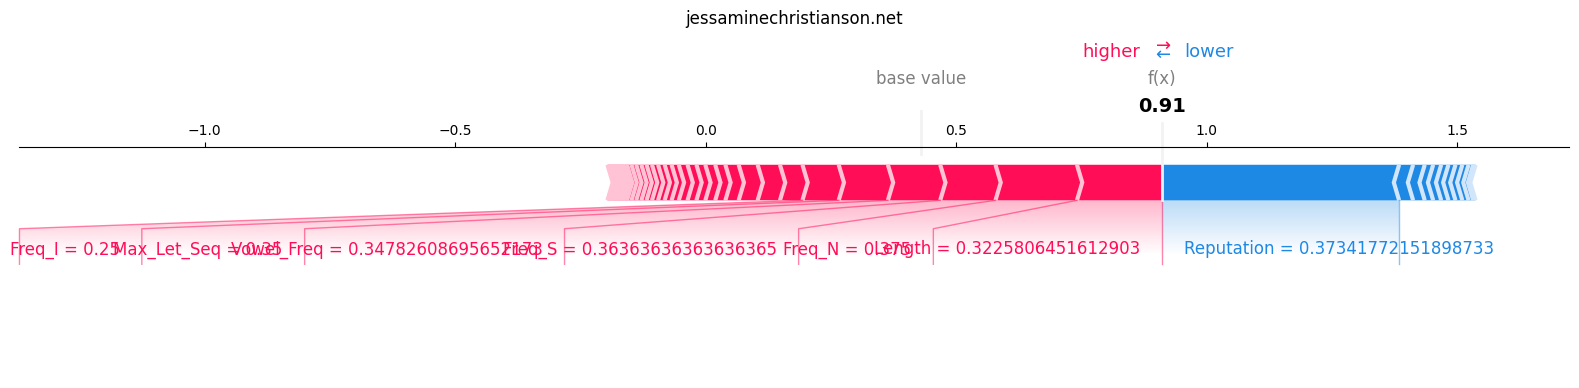 jessaminechristianson.net
higher ⇄ lower
base value f(x)
0.91
−1.0 −0.5 0.0 0.5 1.0 1.5
Freq_I = 0.25 Max_Let_Seq = 0.35 Vowel_Freq = 0.34782608695652173 Freq_S = 0.36363636363636365 Freq_N = 0.375 Length = 0.3225806451612903 Reputation = 0.37341772151898733